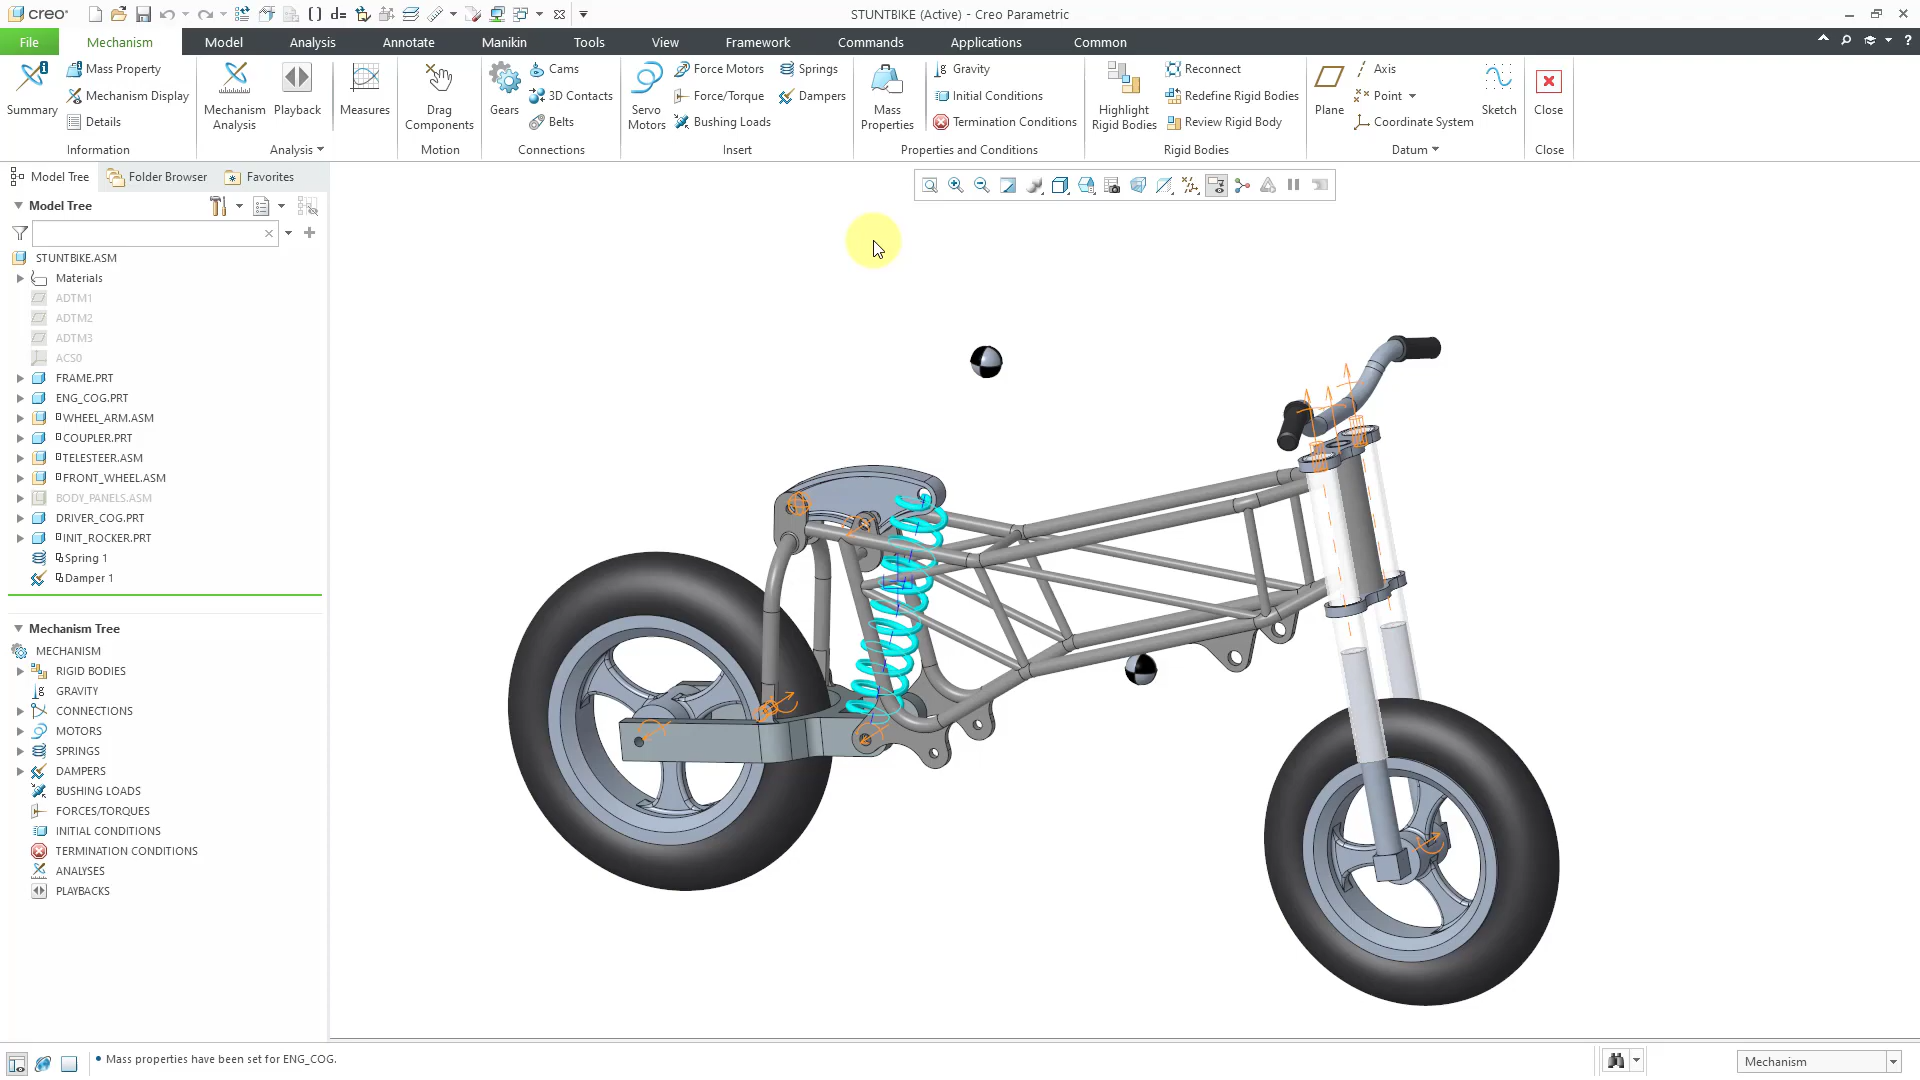 creo
d=
STUNTBIKE (Active) - Creo Parametric
File
Mechanism
Model
Analysis
Annotate
Manikin
Tools
View
Framework
Commands
Applications
Common
Summary
Mass Property
Mechanism Display
Details
Information
Mechanism Analysis
Playback
Measures
Analysis
Drag Components
Motion
Gears
Cams
3D Contacts
Belts
Connections
Servo Motors
Force Motors
Force/Torque
Bushing Loads
Springs
Dampers
Insert
Mass Properties
Gravity
Initial Conditions
Termination Conditions
Properties and Conditions
Highlight Rigid Bodies
Reconnect
Redefine Rigid Bodies
Review Rigid Body
Rigid Bodies
Plane
Axis
Point
Coordinate System
Sketch
Datum
Close
Close
Model Tree
Folder Browser
Favorites
Model Tree
STUNTBIKE.ASM
Materials
ADTM1
ADTM2
ADTM3
ACS0
FRAME.PRT
ENG_COG.PRT
WHEEL_ARM.ASM
COUPLER.PRT
TELESTEER.ASM
FRONT_WHEEL.ASM
BODY_PANELS.ASM
DRIVER_COG.PRT
INIT_ROCKER.PRT
Spring 1
Damper 1
Mechanism Tree
MECHANISM
RIGID BODIES
GRAVITY
CONNECTIONS
MOTORS
SPRINGS
DAMPERS
BUSHING LOADS
FORCES/TORQUES
INITIAL CONDITIONS
TERMINATION CONDITIONS
ANALYSES
PLAYBACKS
Mass properties have been set for ENG_COG.
Mechanism